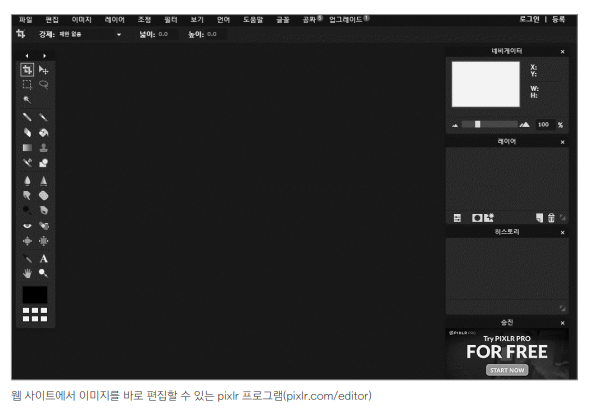 파일 편집 이미지 레이어 조정 필터 보기 언어 도움말 글꼴 공짜 5 업그레이드 1 로그인 | 등록
강제: 제한 없음 넓이: 0.0 높이: 0.0
네비게이터
X:
Y:
W:
H:
100 %
레이어
히스토리
승진
PIXLR PRO
Try PIXLR PRO
FOR FREE
START NOW
A
웹 사이트에서 이미지를 바로 편집할 수 있는 pixlr 프로그램(pixlr.com/editor)